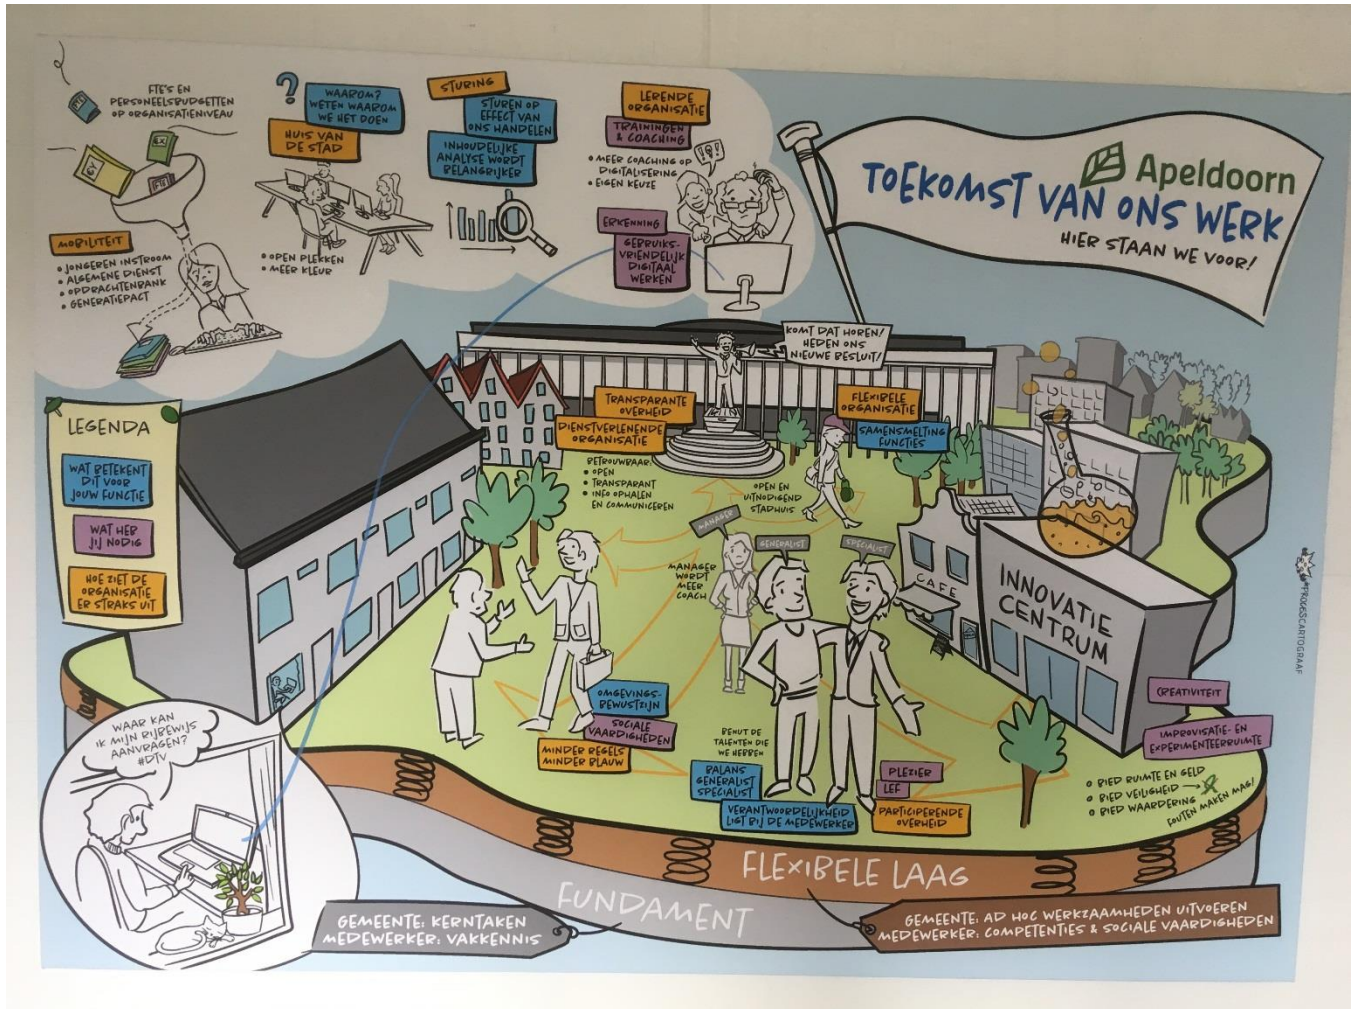 FTE'S EN
PERSONEELSBUDGETTEN
OP ORGANISATIENIVEAU
FTE
EX
EX
FTE
MOBILITEIT
• JONGEREN INSTROOM
• ALGEMENE DIENST
• OPDRACHTENBANK
• GENERATIEPACT
?
WAAROM?
WETEN WAAROM
WE HET DOEN
HUIS VAN
DE STAD
• OPEN PLEKKEN
• MEER KLEUR
STURING
STUREN OP
EFFECT VAN
ONS HANDELEN
INHOUDELIJKE
ANALYSE WORDT
BELANGRIJKER
LERENDE
ORGANISATIE
TRAININGEN
& COACHING
• MEER COACHING OP
DIGITALISERING
• EIGEN KEUZE
ERKENNING
GEBRUIKS-
VRIENDELIJK
DIGITAAL
WERKEN
Apeldoorn
TOEKOMST VAN ONS WERK
HIER STAAN WE VOOR!
KOMT DAT HOREN!
HEDEN ONS
NIEUWE BESLUIT!
LEGENDA
WAT BETEKENT
DIT VOOR
JOUW FUNCTIE
WAT HEB
JIJ NODIG
HOE ZIET DE
ORGANISATIE
ER STRAKS UIT
TRANSPARANTE
OVERHEID
DIENSTVERLENENDE
ORGANISATIE
BETROUWBAAR:
• OPEN
• TRANSPARANT
• INFO OPHALEN
EN COMMUNICEREN
OPEN EN
UITNODIGEND
STADHUIS
FLEXIBELE
ORGANISATIE
SAMENSMELTING
FUNCTIES
MANAGER
GENERALIST
SPECIALIST
MANAGER
WORDT
MEER
COACH
CAFE
INNOVATIE
CENTRUM
#PROCESCARTOGRAAF
OMGEVINGS-
BEWUSTZIJN
SOCIALE
VAARDIGHEDEN
MINDER REGELS
MINDER BLAUW
BENUT DE
TALENTEN DIE
WE HEBBEN
BALANS
GENERALIST
SPECIALIST
VERANTWOORDELIJKHEID
LIGT BIJ DE MEDEWERKER
PLEZIER
LEF
PARTICIPERENDE
OVERHEID
CREATIVITEIT
IMPROVISATIE- EN
EXPERIMENTEERRUIMTE
• BIED RUIMTE EN GELD
• BIED VEILIGHEID →
• BIED WAARDERING
FOUTEN MAKEN MAG!
WAAR KAN
IK MIJN RIJBEWIJS
AANVRAGEN?
#DTV
FLEXIBELE LAAG
FUNDAMENT
GEMEENTE: KERNTAKEN
MEDEWERKER: VAKKENNIS
GEMEENTE: AD HOC WERKZAAMHEDEN UITVOEREN
MEDEWERKER: COMPETENTIES & SOCIALE VAARDIGHEDEN